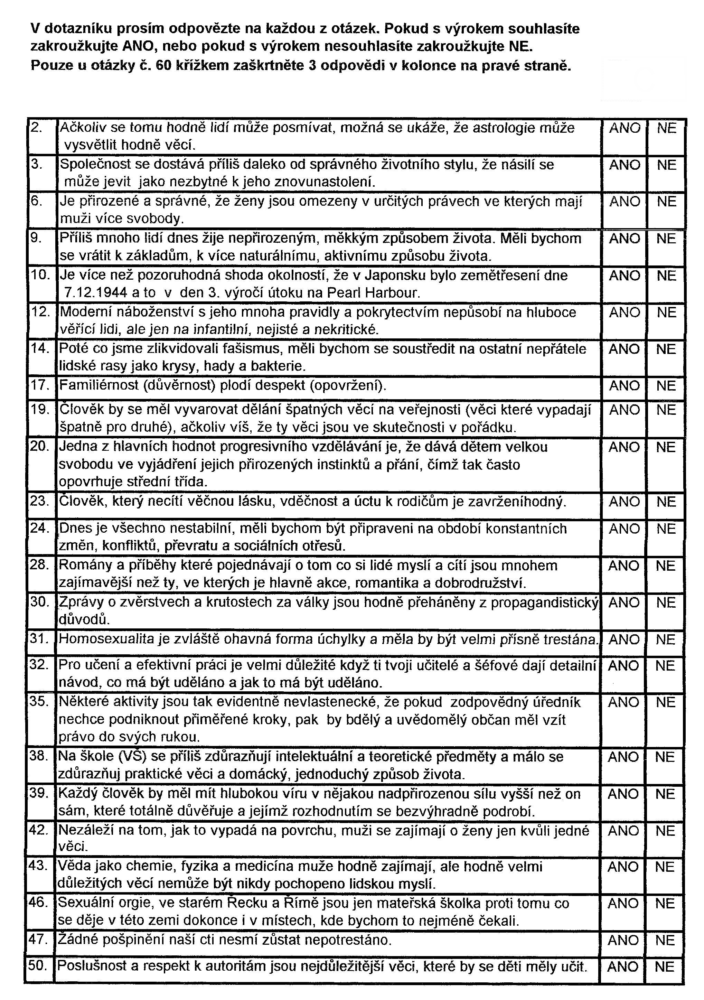 V dotazníku prosím odpovězte na každou z otázek. Pokud s výrokem souhlasíte
zakroužkujte ANO, nebo pokud s výrokem nesouhlasíte zakroužkujte NE.
Pouze u otázky č. 60 křížkem zaškrtněte 3 odpovědi v kolonce na pravé straně.
2. Ačkoliv se tomu hodně lidí může posmívat, možná se ukáže, že astrologie může ANO NE
vysvětlit hodně věcí.
3. Společnost se dostává příliš daleko od správného životního stylu, že násilí se ANO NE
může jevit jako nezbytné k jeho znovunastolení.
6. Je přirozené a správné, že ženy jsou omezeny v určitých právech ve kterých mají ANO NE
muži více svobody.
9. Příliš mnoho lidí dnes žije nepřirozeným, měkkým způsobem života. Měli bychom ANO NE
se vrátit k základům, k více naturálnímu, aktivnímu způsobu života.
10. Je více než pozoruhodná shoda okolností, že v Japonsku bylo zemětřesení dne ANO NE
7.12.1944 a to v den 3. výročí útoku na Pearl Harbour.
12. Moderní náboženství s jeho mnoha pravidly a pokrytectvím nepůsobí na hluboce ANO NE
věřící lidi, ale jen na infantilní, nejisté a nekritické.
14. Poté co jsme zlikvidovali fašismus, měli bychom se soustředit na ostatní nepřátele ANO NE
lidské rasy jako krysy, hady a bakterie.
17. Familiérnost (důvěrnost) plodí despekt (opovržení). ANO NE
19. Člověk by se měl vyvarovat dělání špatných věcí na veřejnosti (věci které vypadají ANO NE
špatně pro druhé), ačkoliv víš, že ty věci jsou ve skutečnosti v pořádku.
20. Jedna z hlavních hodnot progresivního vzdělávání je, že dává dětem velkou ANO NE
svobodu ve vyjádření jejich přirozených instinktů a přání, čímž tak často
opovrhuje střední třída.
23. Člověk, který necítí věčnou lásku, vděčnost a úctu k rodičům je zavrženíhodný. ANO NE
24. Dnes je všechno nestabilní, měli bychom být připraveni na období konstantních ANO NE
změn, konfliktů, převratu a sociálních otřesů.
28. Romány a příběhy které pojednávají o tom co si lidé myslí a cítí jsou mnohem ANO NE
zajímavější než ty, ve kterých je hlavně akce, romantika a dobrodružství.
30. Zprávy o zvěrstvech a krutostech za války jsou hodně přeháněny z propagandistický ANO NE
důvodů.
31. Homosexualita je zvláště ohavná forma úchylky a měla by být velmi přísně trestána. ANO NE
32. Pro učení a efektivní práci je velmi důležité když ti tvoji učitelé a šéfové dají detailní ANO NE
návod, co má být uděláno a jak to má být uděláno.
35. Některé aktivity jsou tak evidentně nevlastenecké, že pokud zodpovědný úředník ANO NE
nechce podniknout přiměřené kroky, pak by bdělý a uvědomělý občan měl vzít
právo do svých rukou.
38. Na škole (VŠ) se příliš zdůrazňují intelektuální a teoretické předměty a málo se ANO NE
zdůrazňuj praktické věci a domácký, jednoduchý způsob života.
39. Každý člověk by měl mít hlubokou víru v nějakou nadpřirozenou sílu vyšší než on ANO NE
sám, které totálně důvěřuje a jejímž rozhodnutím se bezvýhradně podrobí.
42. Nezáleží na tom, jak to vypadá na povrchu, muži se zajímají o ženy jen kvůli jedné ANO NE
věci.
43. Věda jako chemie, fyzika a medicína muže hodně zajímají, ale hodně velmi ANO NE
důležitých věcí nemůže být nikdy pochopeno lidskou myslí.
46. Sexuální orgie, ve starém Řecku a Římě jsou jen mateřská školka proti tomu co ANO NE
se děje v této zemi dokonce i v místech, kde bychom to nejméně čekali.
47. Žádné pošpinění naší cti nesmí zůstat nepotrestáno. ANO NE
50. Poslušnost a respekt k autoritám jsou nejdůležitější věci, které by se děti měly učit. ANO NE